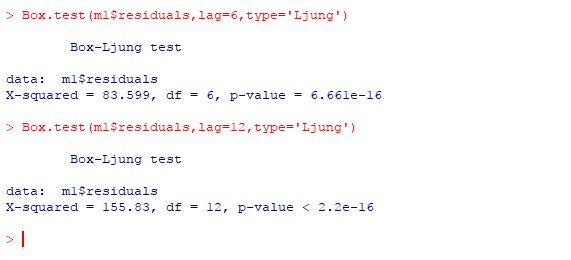 > Box.test(m1$residuals,lag=6,type='Ljung')
Box-Ljung test
data:  m1$residuals
X-squared = 83.599, df = 6, p-value = 6.661e-16
> Box.test(m1$residuals,lag=12,type='Ljung')
Box-Ljung test
data:  m1$residuals
X-squared = 155.83, df = 12, p-value < 2.2e-16
>